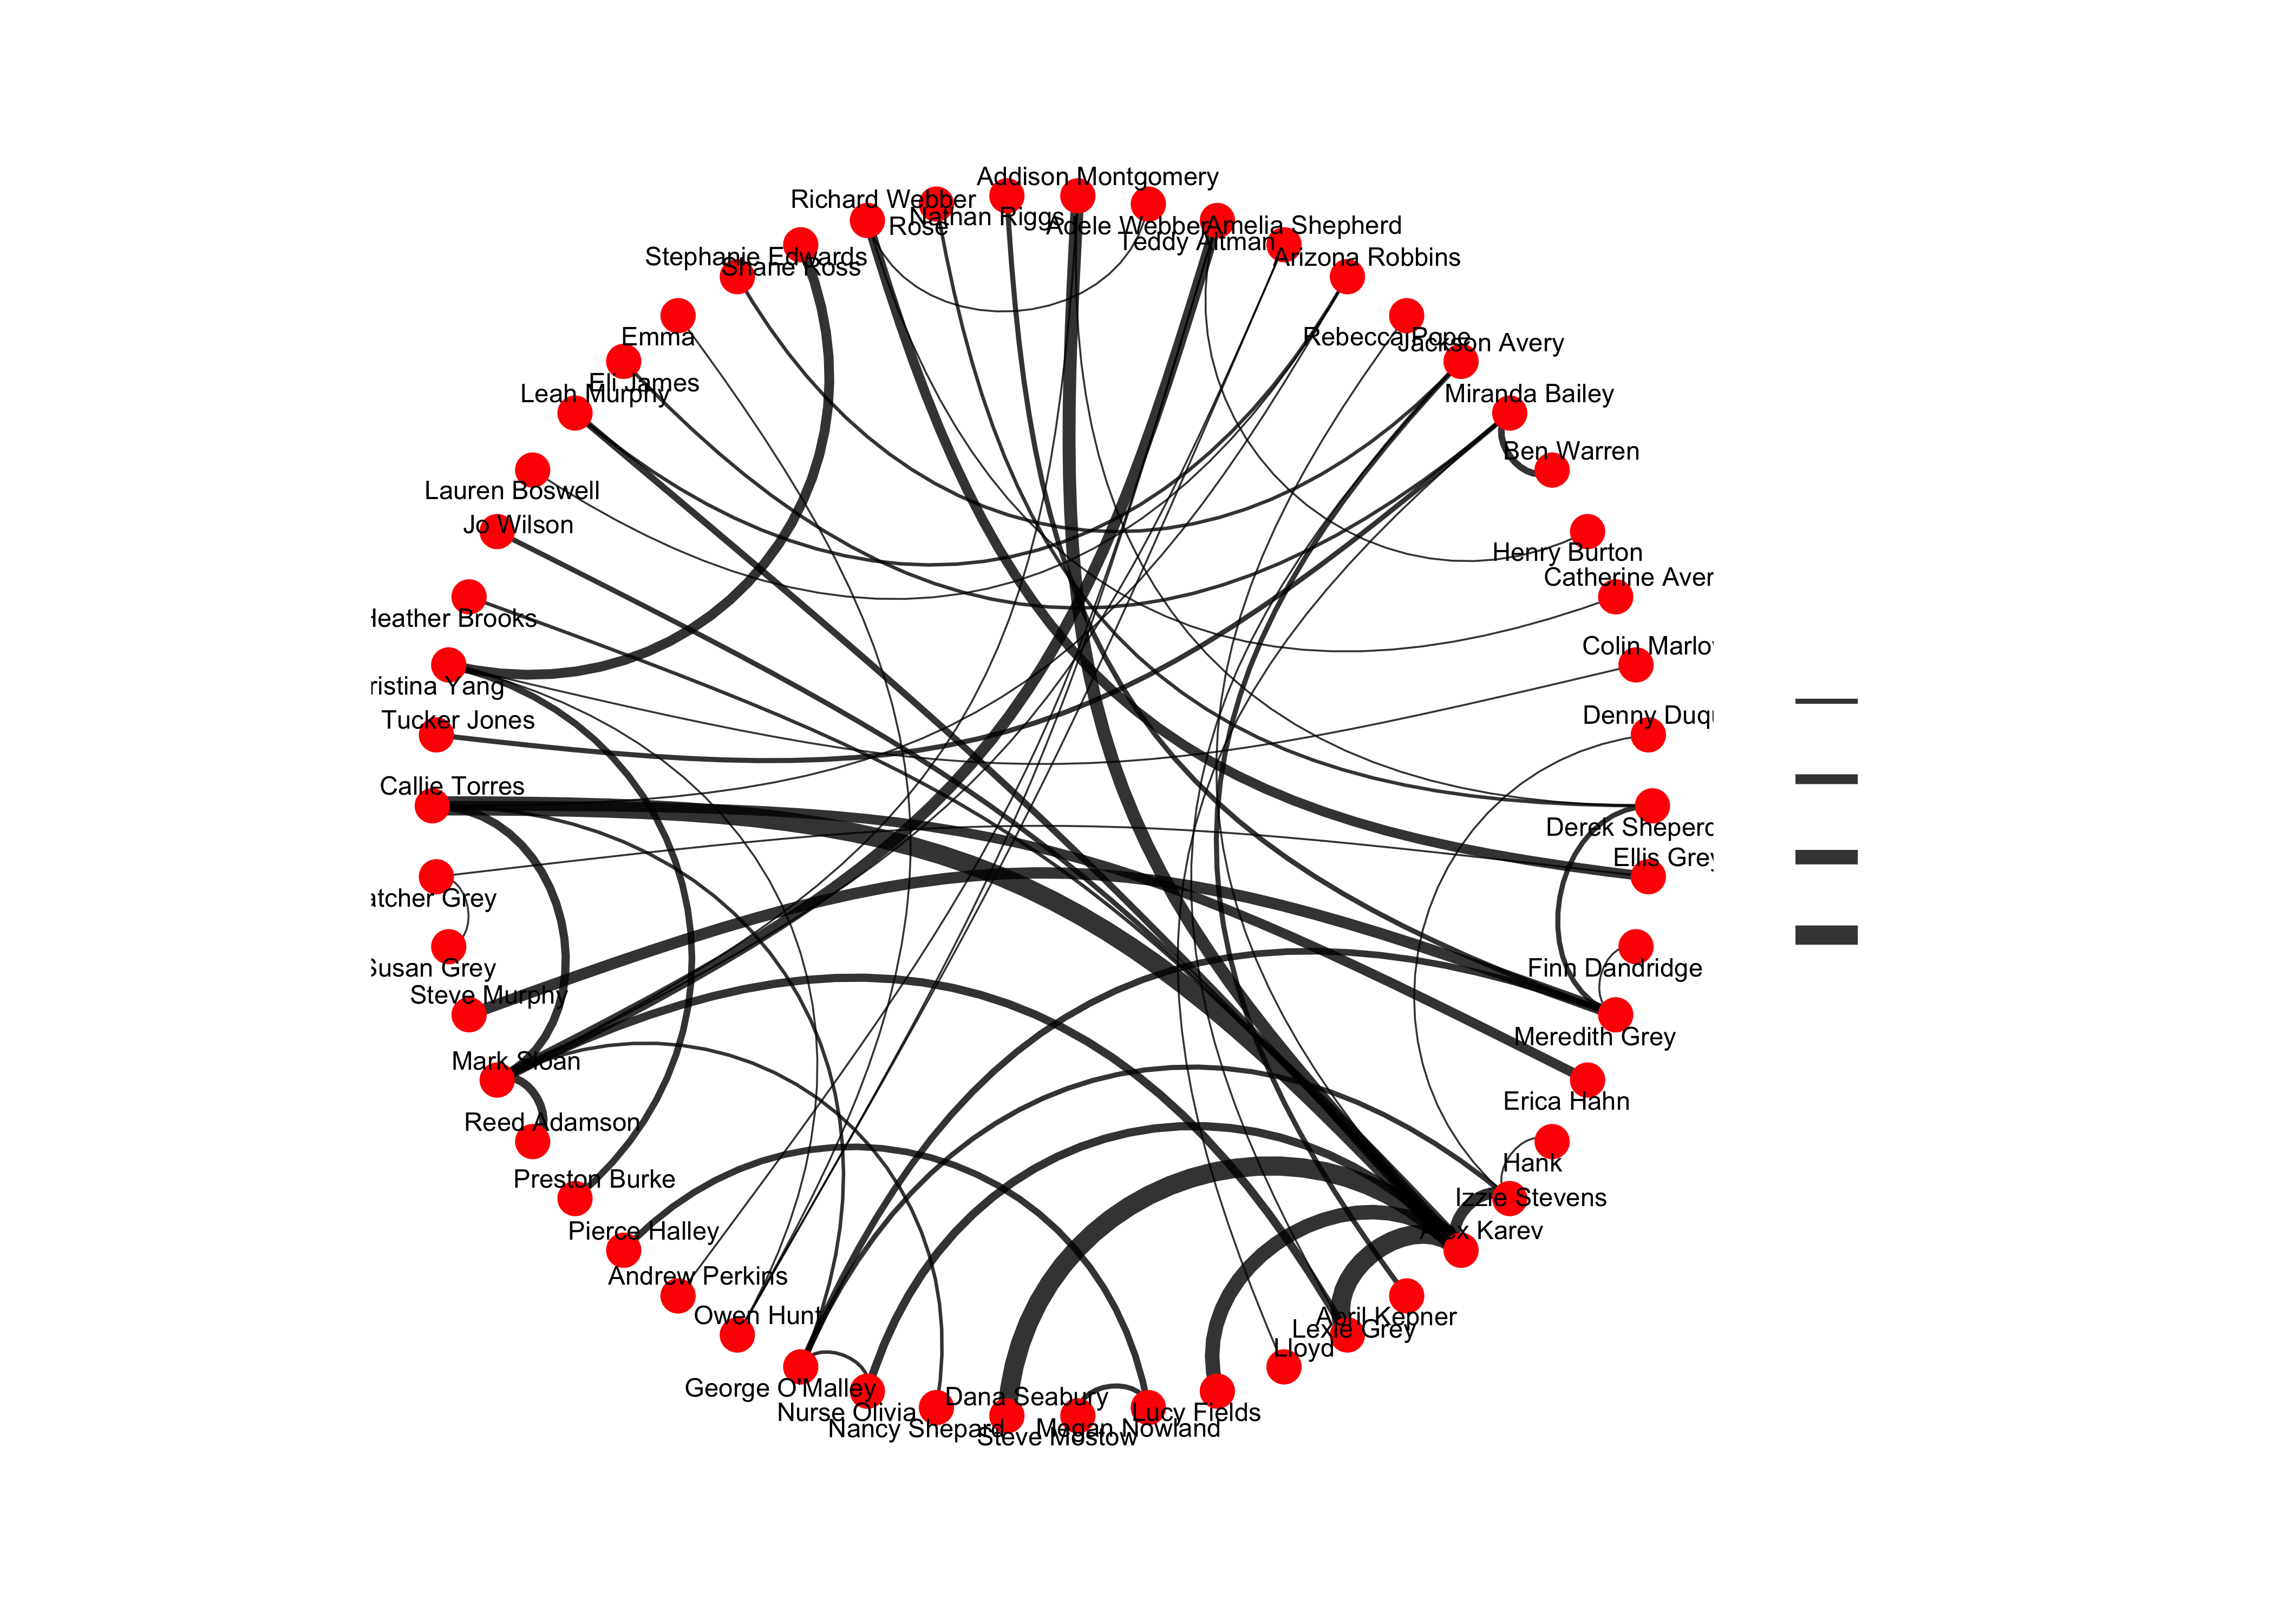 Addison Montgomery
Richard Webber
Nathan Riggs
Rose
Adele Webber
Amelia Shepherd
Teddy Altman
Stephanie Edwards
Shane Ross
Arizona Robbins
Emma
Rebecca Pope
Jackson Avery
Eli James
Leah Murphy
Miranda Bailey
Ben Warren
Lauren Boswell
Jo Wilson
Henry Burton
Catherine Aver
Heather Brooks
Colin Marlo
ristina Yang
Tucker Jones
Denny Duq
Callie Torres
Derek Sheperd
Ellis Grey
atcher Grey
Susan Grey
Finn Dandridge
Steve Murphy
Meredith Grey
Mark Sloan
Erica Hahn
Reed Adamson
Hank
Preston Burke
Izzie Stevens
Pierce Halley
Alex Karev
Andrew Perkins
Owen Hunt
April Kepner
Lexie Grey
Lloyd
George O'Malley
Dana Seabury
Nurse Olivia
Lucy Fields
Nancy Shepard
Megan Nowland
Steve Mostow